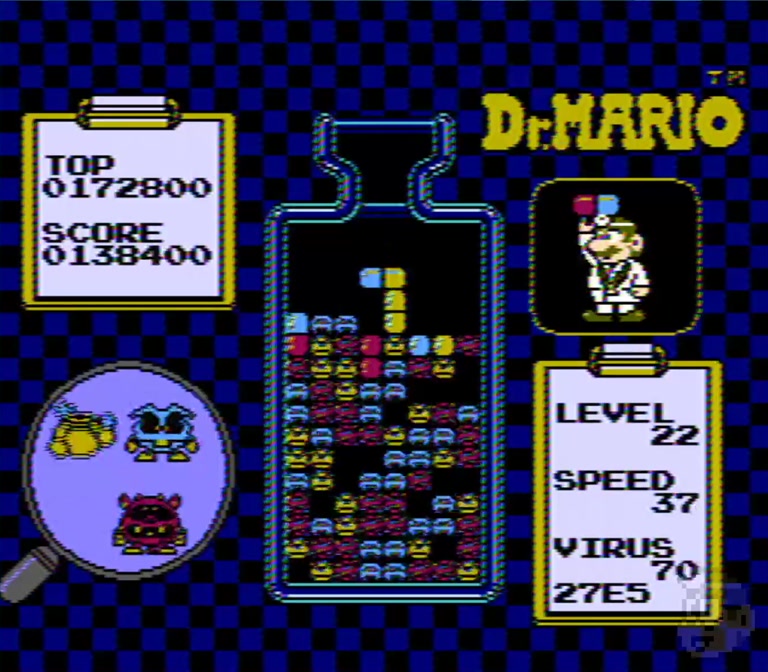 TM
Dr. MARIO
TOP
0172800
SCORE
0138400
LEVEL
22
SPEED
37
VIRUS
70
27E5